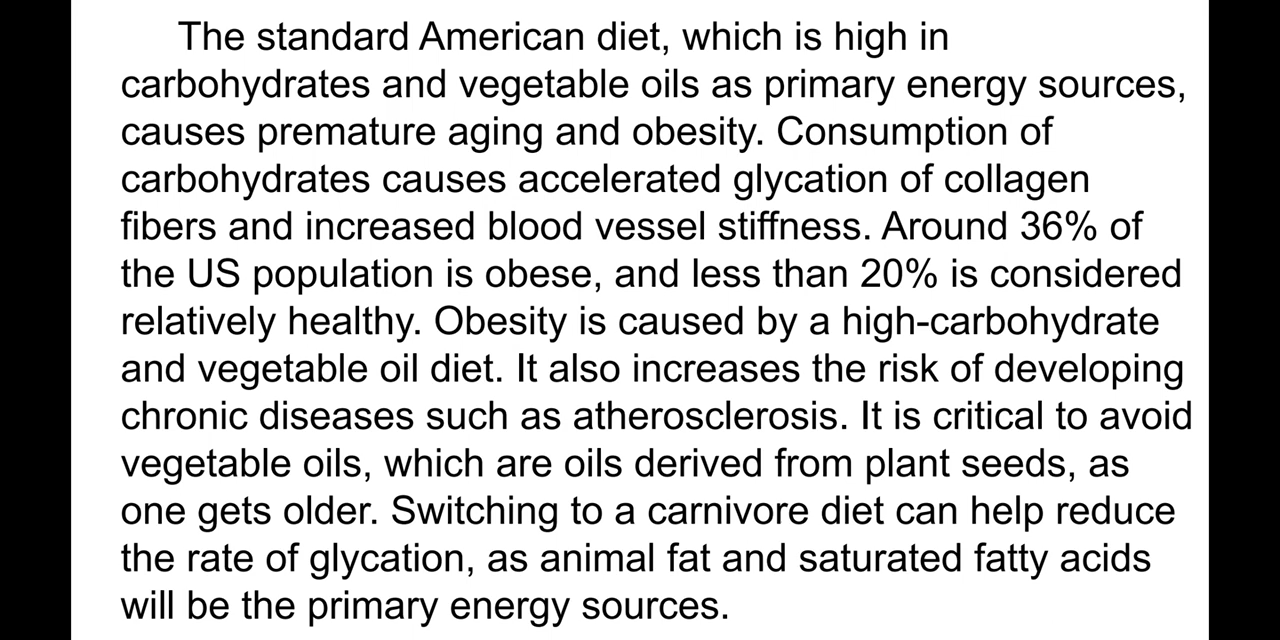 The standard American diet, which is high in
carbohydrates and vegetable oils as primary energy sources,
causes premature aging and obesity. Consumption of
carbohydrates causes accelerated glycation of collagen
fibers and increased blood vessel stiffness. Around 36% of
the US population is obese, and less than 20% is considered
relatively healthy. Obesity is caused by a high-carbohydrate
and vegetable oil diet. It also increases the risk of developing
chronic diseases such as atherosclerosis. It is critical to avoid
vegetable oils, which are oils derived from plant seeds, as
one gets older. Switching to a carnivore diet can help reduce
the rate of glycation, as animal fat and saturated fatty acids
will be the primary energy sources.